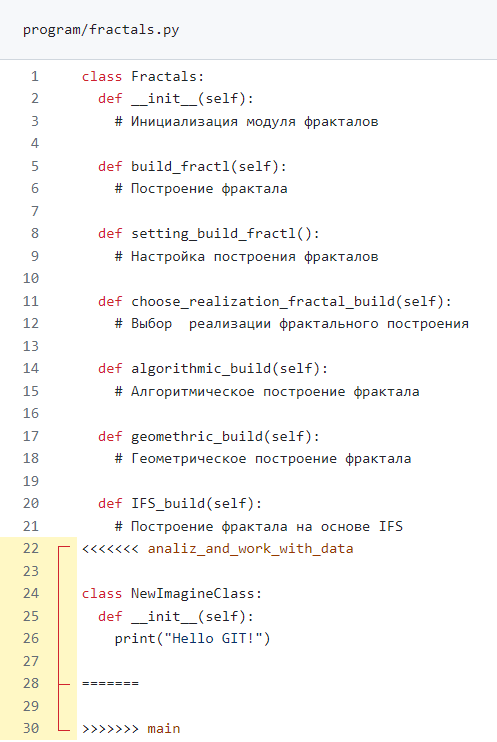 program/fractals.py
1 class Fractals:
2 def __init__(self):
3 # Инициализация модуля фракталов
4
5 def build_fractl(self):
6 # Построение фрактала
7
8 def setting_build_fractl():
9 # Настройка построения фракталов
10
11 def choose_realization_fractal_build(self):
12 # Выбор  реализации фрактального построения
13
14 def algorithmic_build(self):
15 # Алгоритмическое построение фрактала
16
17 def geomethric_build(self):
18 # Геометрическое построение фрактала
19
20 def IFS_build(self):
21 # Построение фрактала на основе IFS
22 <<<<<<< analiz_and_work_with_data
23
24 class NewImagineClass:
25 def __init__(self):
26 print("Hello GIT!")
27
28 =======
29
30 >>>>>>> main